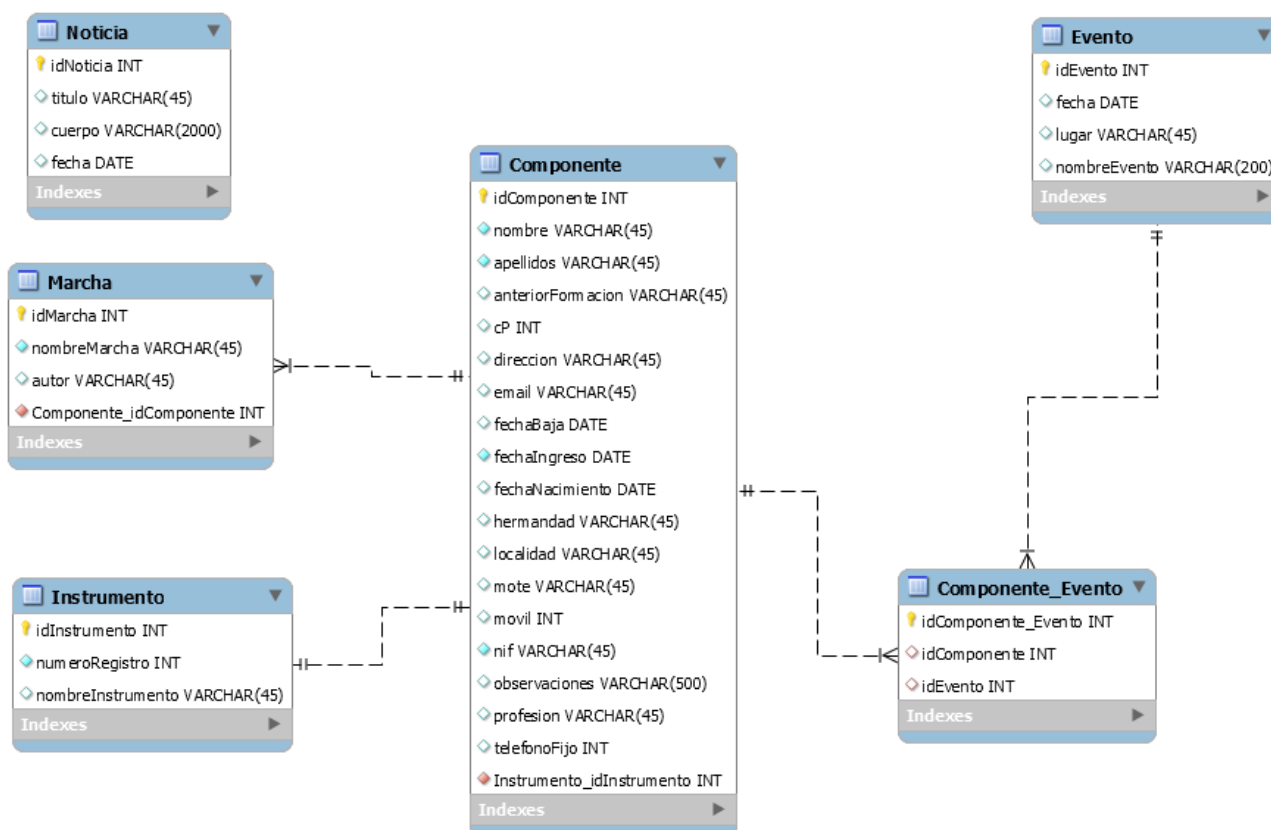 Noticia
idNoticia INT
titulo VARCHAR(45)
cuerpo VARCHAR(2000)
fecha DATE
Indexes
Marcha
idMarcha INT
nombreMarcha VARCHAR(45)
autor VARCHAR(45)
Componente_idComponente INT
Indexes
Instrumento
idInstrumento INT
numeroRegistro INT
nombreInstrumento VARCHAR(45)
Indexes
Componente
idComponente INT
nombre VARCHAR(45)
apellidos VARCHAR(45)
anteriorFormacion VARCHAR(45)
cP INT
direccion VARCHAR(45)
email VARCHAR(45)
fechaBaja DATE
fechaIngreso DATE
fechaNacimiento DATE
hermandad VARCHAR(45)
localidad VARCHAR(45)
mote VARCHAR(45)
movil INT
nif VARCHAR(45)
observaciones VARCHAR(500)
profesion VARCHAR(45)
telefonoFijo INT
Instrumento_idInstrumento INT
Indexes
Evento
idEvento INT
fecha DATE
lugar VARCHAR(45)
nombreEvento VARCHAR(200)
Indexes
Componente_Evento
idComponente_Evento INT
idComponente INT
idEvento INT
Indexes